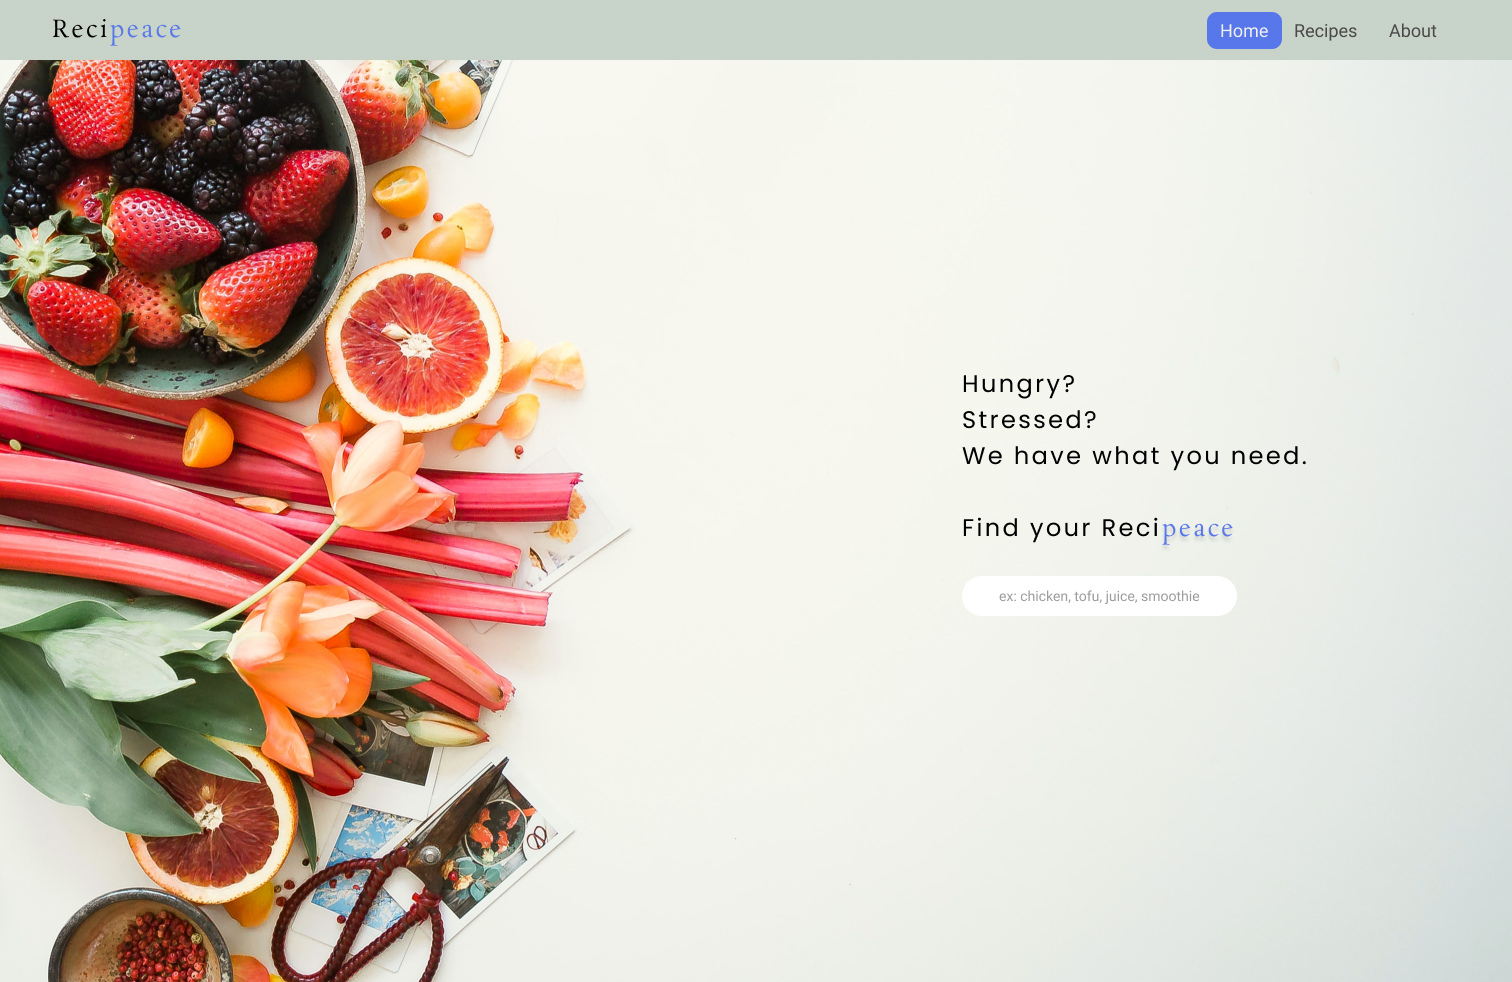 Recipeace
Home Recipes About
Hungry?
Stressed?
We have what you need.
Find your Recipeace
ex: chicken, tofu, juice, smoothie